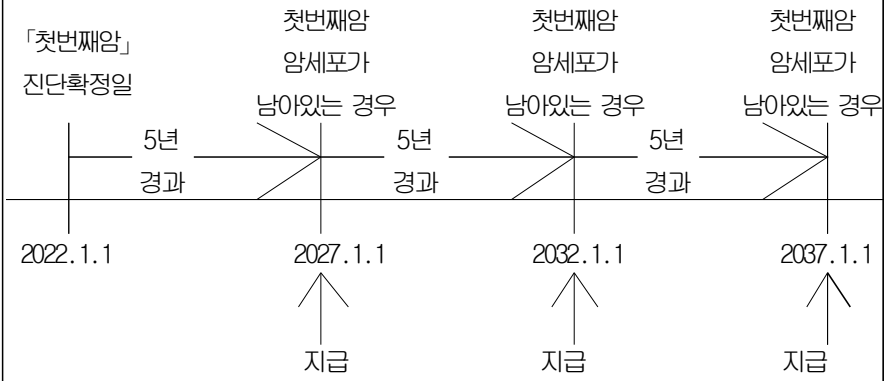 「첫번째암」
진단확정일
첫번째암
암세포가
남아있는 경우
첫번째암
암세포가
남아있는 경우
첫번째암
암세포가
남아있는 경우
5년
경과
5년
경과
5년
경과
2022.1.1
2027.1.1
2032.1.1
2037.1.1
지급
지급
지급